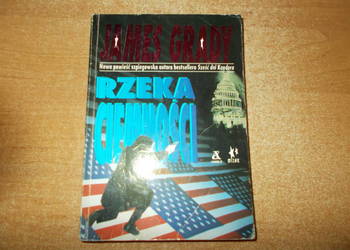 JAMES GRADY
Nowa powieść szpiegowska autora bestsellera Sześć dni Kondora
RZEKA
CIEMNOŚCI